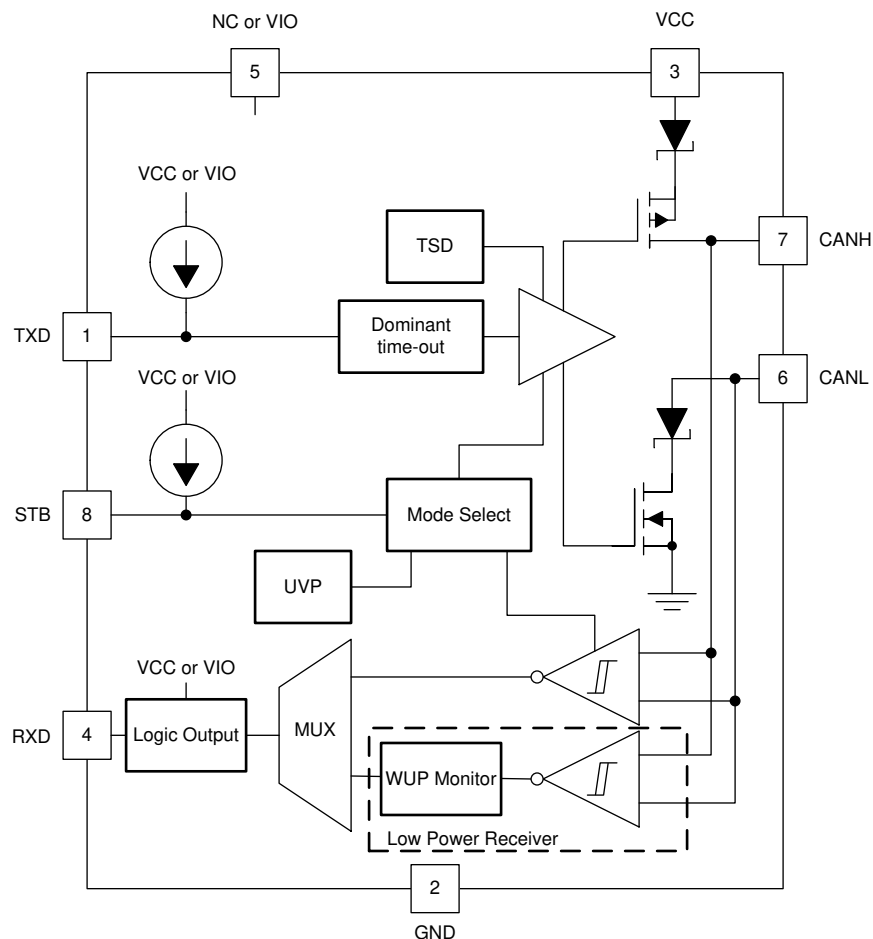 NC or VIO
VCC
5
3
VCC or VIO
TSD
7
CANH
TXD
1
Dominant
time-out
VCC or VIO
6
CANL
STB
8
Mode Select
UVP
VCC or VIO
RXD
4
Logic Output
MUX
WUP Monitor
Low Power Receiver
2
GND